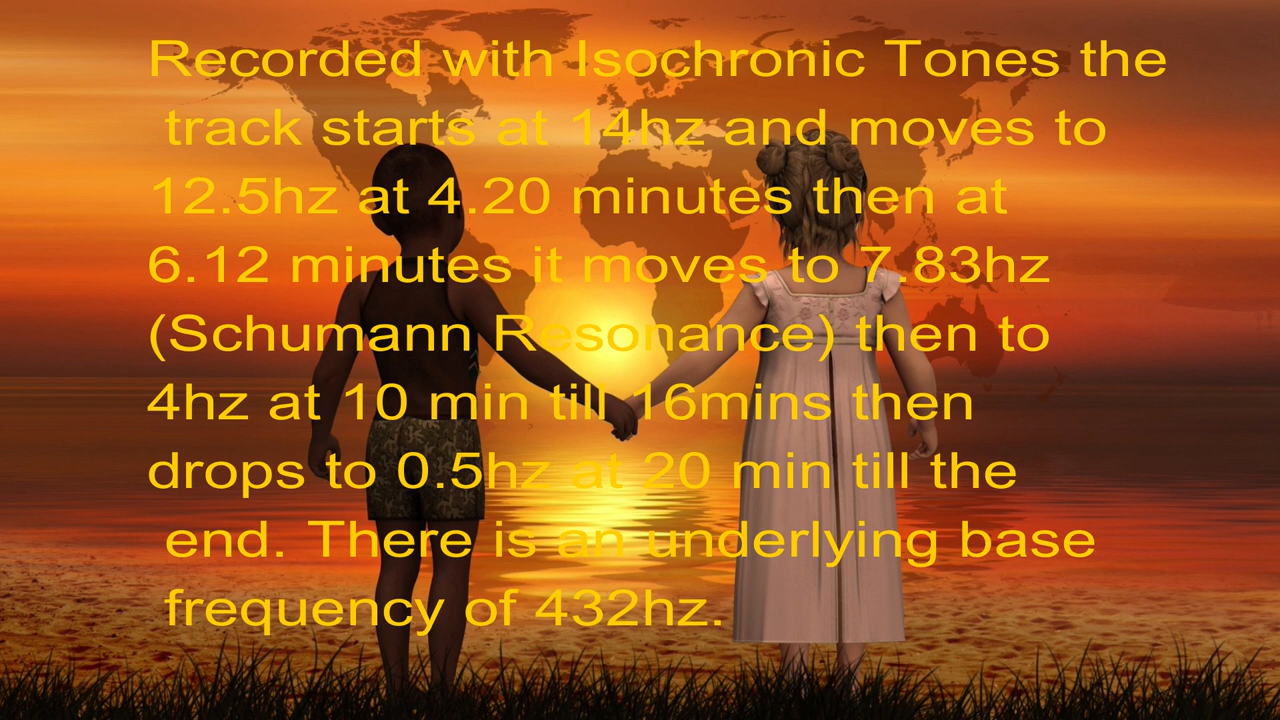 Recorded with Isochronic Tones the
track starts at 14hz and moves to
12.5hz at 4.20 minutes then at
6.12 minutes it moves to 7.83hz
(Schumann Resonance) then to
4hz at 10 min till 16mins then
drops to 0.5hz at 20 min till the
end. There is an underlying base
frequency of 432hz.